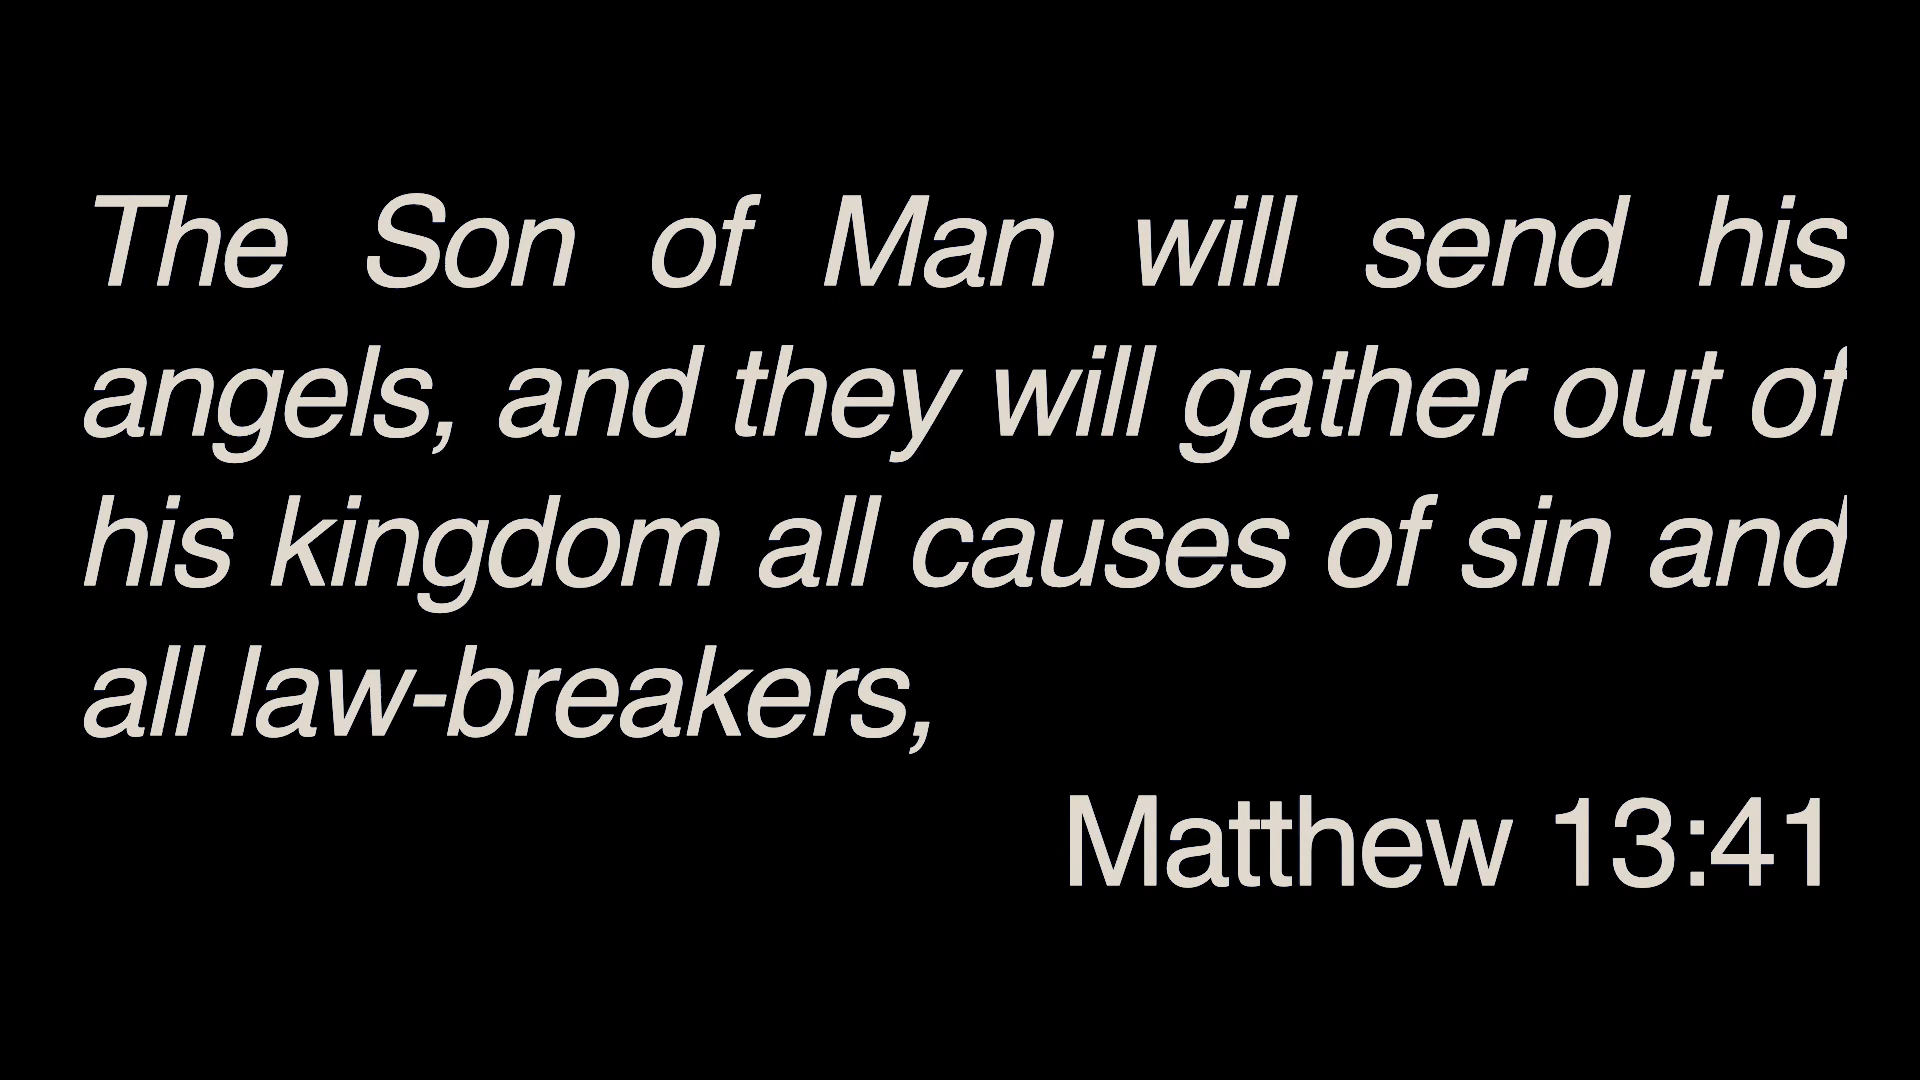 The Son of Man will send his
angels, and they will gather out of
his kingdom all causes of sin and
all law-breakers,
Matthew 13:41